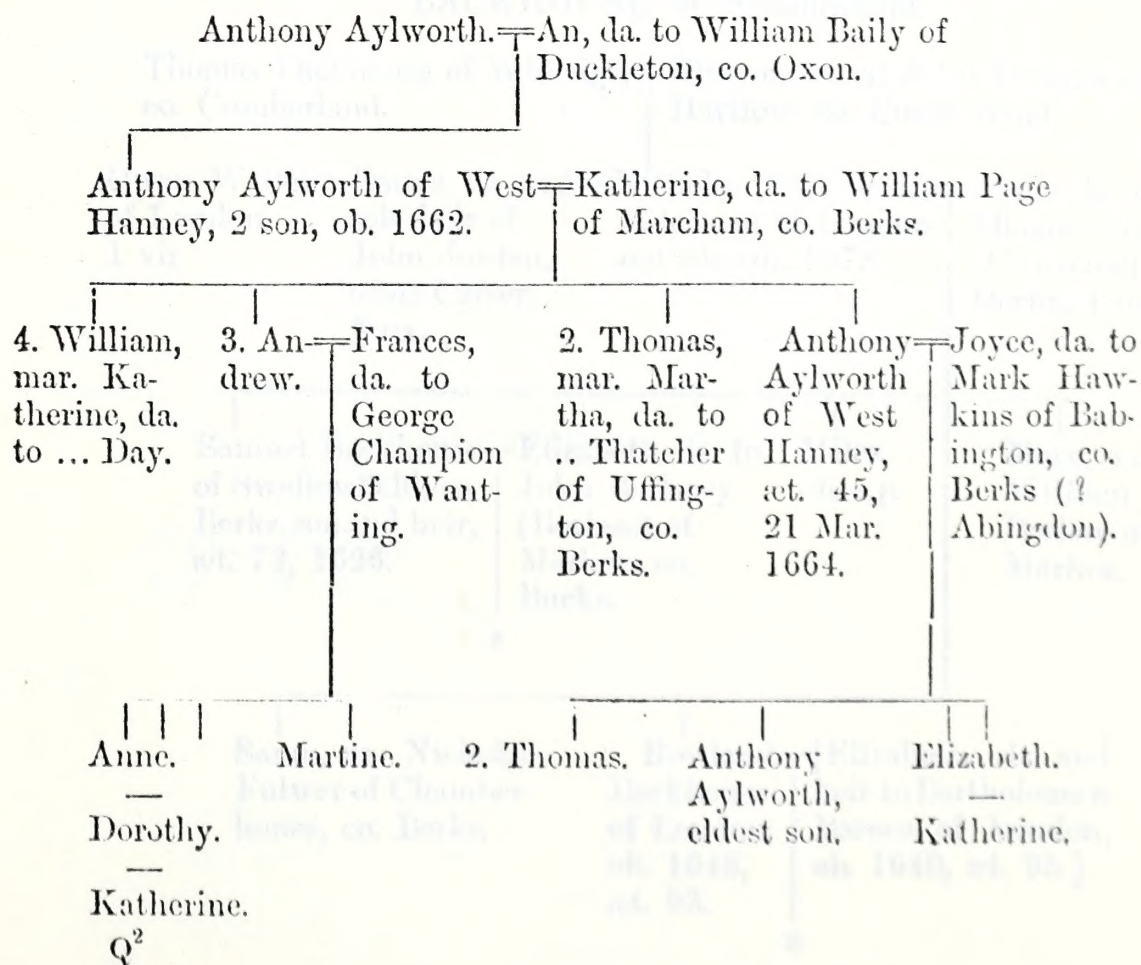 Anthony Aylworth.=An, da. to William Baily of
Duckleton, co. Oxon.
Anthony Aylworth of West=Katherine, da. to William Page
Hanney, 2 son, ob. 1662. of Marcham, co. Berks.
4. William,
mar. Ka-
therine, da.
to ... Day.
3. An-
drew.
=Frances,
da. to
George
Champion
of Want-
ing.
2. Thomas,
mar. Mar-
tha, da. to
.. Thatcher
of Uffing-
ton, co.
Berks.
Anthony
Aylworth
of West
Hanney,
æt. 45,
21 Mar.
1664.
=Joyce, da. to
Mark Haw-
kins of Bab-
ington, co.
Berks (?
Abingdon).
Anne.
—
Dorothy.
—
Katherine.
Martine.
2. Thomas.
Anthony
Aylworth,
eldest son.
Elizabeth.
—
Katherine.
Q²